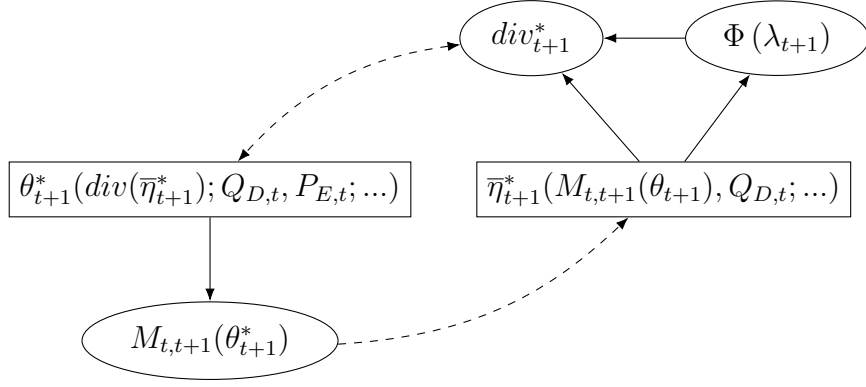 div*_{t+1}
Φ (λ_{t+1})
θ*_{t+1}(div(η̅*_{t+1}); Q_{D,t}, P_{E,t}; ...)
η̅*_{t+1}(M_{t,t+1}(θ_{t+1}), Q_{D,t}; ...)
M_{t,t+1}(θ*_{t+1})